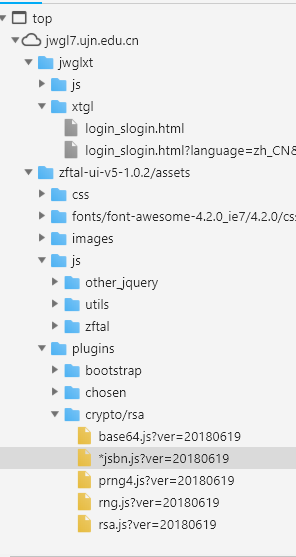 top
jwgl7.ujn.edu.cn
jwglxt
js
xtgl
login_slogin.html
login_slogin.html?language=zh_CN&
zftal-ui-v5-1.0.2/assets
css
fonts/font-awesome-4.2.0_ie7/4.2.0/css
images
js
other_jquery
utils
zftal
plugins
bootstrap
chosen
crypto/rsa
base64.js?ver=20180619
*jsbn.js?ver=20180619
prng4.js?ver=20180619
rng.js?ver=20180619
rsa.js?ver=20180619